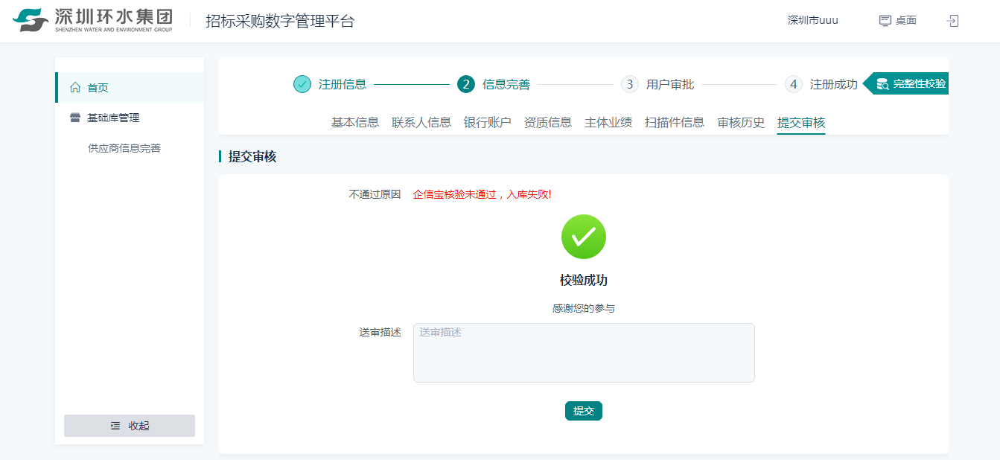 深圳环水集团
SHENZHEN WATER AND ENVIRONMENT GROUP
招标采购数字管理平台
深圳市uuu
桌面
首页
基础库管理
供应商信息完善
收起
注册信息
2 信息完善
3 用户审批
4 注册成功
完整性校验
基本信息 联系人信息 银行账户 资质信息 主体业绩 扫描件信息 审核历史 提交审核
提交审核
不通过原因 企信宝核验未通过，入库失败!
校验成功
感谢您的参与
送审描述 送审描述
提交